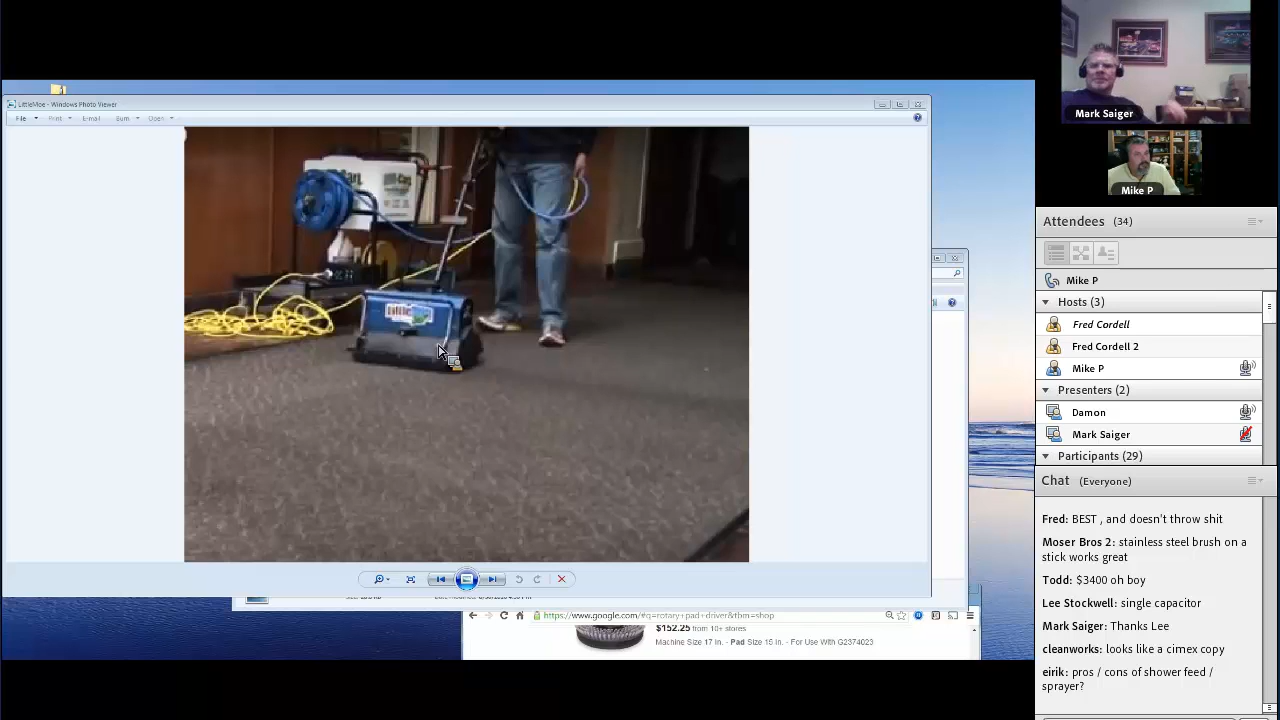 LittleMoe - Windows Photo Viewer
File Print E-mail Burn Open
Mark Saiger
Mike P
Attendees (34)
Mike P
Hosts (3)
Fred Cordell
Fred Cordell 2
Mike P
Presenters (2)
Damon
Mark Saiger
Participants (29)
Chat (Everyone)
Fred: BEST , and doesn't throw shit
Moser Bros 2: stainless steel brush on a
stick works great
Todd: $3400 oh boy
Lee Stockwell: single capacitor
Mark Saiger: Thanks Lee
cleanworks: looks like a cimex copy
eirik: pros / cons of shower feed /
sprayer?
https://www.google.com/#q=rotary+pad+driver&tbm=shop
$152.25 from 10+ stores
Machine Size 17 in. - Pad Size 15 in. - For Use With G2374023